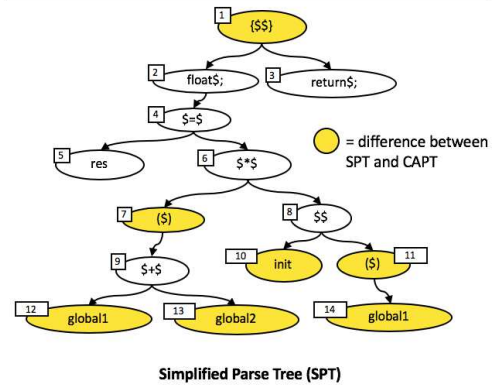 1
{$$}
2
float$;
3
return$;
4
$=$
= difference between
SPT and CAPT
5
res
6
$*$
7
($)
8
$$
9
$+$
10
init
11
($)
12
global1
13
global2
14
global1
Simplified Parse Tree (SPT)